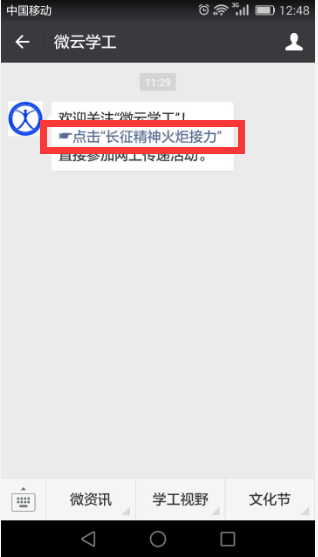 中国移动 3G 12:48
微云学工
11:29
欢迎关注“微云学工”!
☛点击“长征精神火炬接力”
直接参加网上传递活动。
微资讯 学工视野 文化节